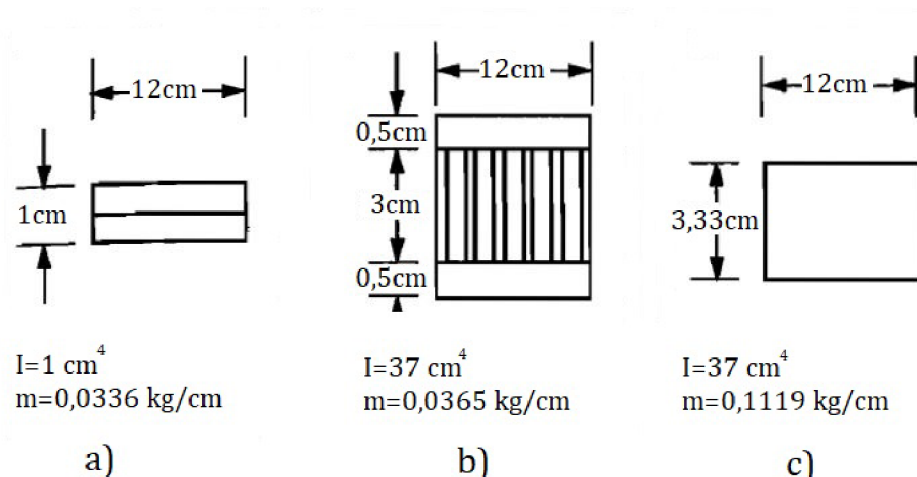 12cm
1cm
I=1 cm⁴
m=0,0336 kg/cm
a)
12cm
0,5cm
3cm
0,5cm
I=37 cm⁴
m=0,0365 kg/cm
b)
12cm
3,33cm
I=37 cm⁴
m=0,1119 kg/cm
c)